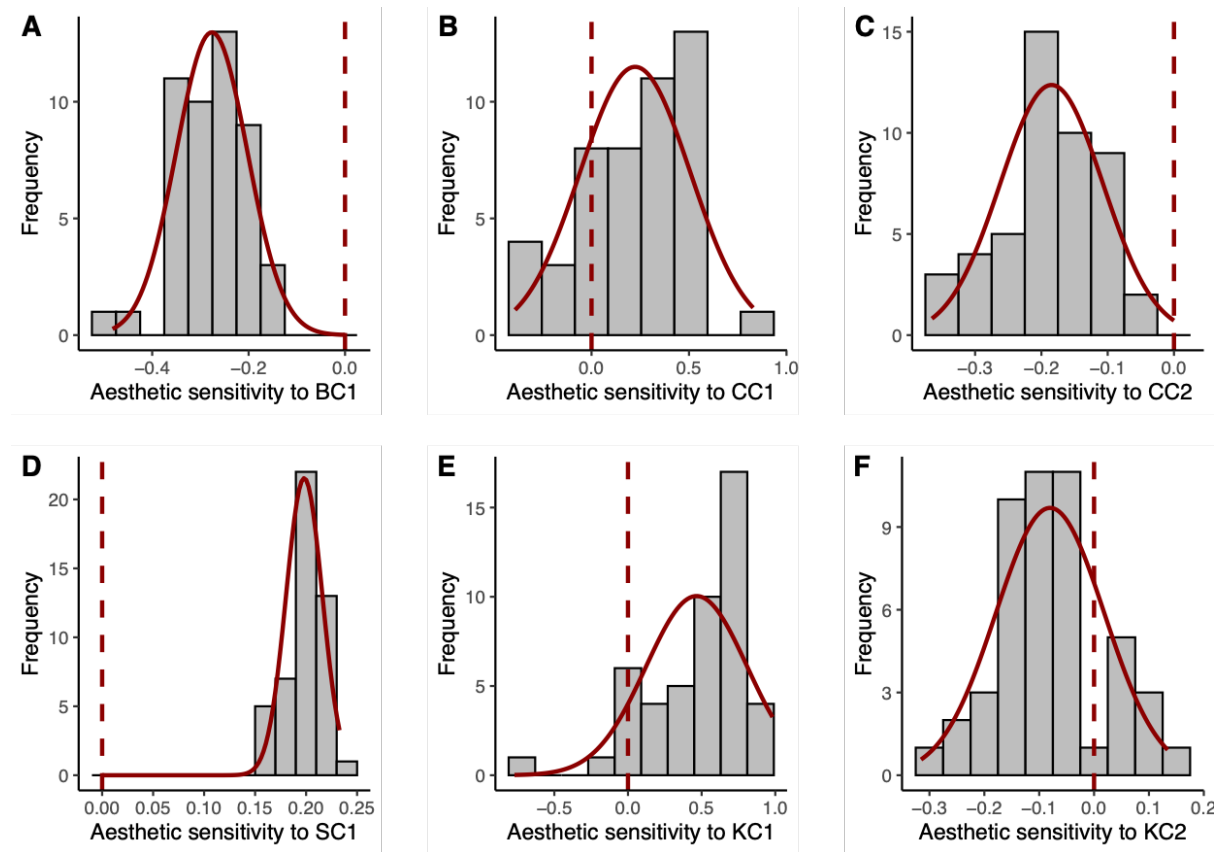 A
10
5
0
Frequency
−0.4
−0.2
0.0
Aesthetic sensitivity to BC1
B
10
5
0
Frequency
0.0
0.5
1.0
Aesthetic sensitivity to CC1
C
15
10
5
0
Frequency
−0.3
−0.2
−0.1
0.0
Aesthetic sensitivity to CC2
D
20
15
10
5
0
Frequency
0.00
0.05
0.10
0.15
0.20
0.25
Aesthetic sensitivity to SC1
E
15
10
5
0
Frequency
−0.5
0.0
0.5
1.0
Aesthetic sensitivity to KC1
F
9
6
3
0
Frequency
−0.3
−0.2
−0.1
0.0
0.1
0.2
Aesthetic sensitivity to KC2